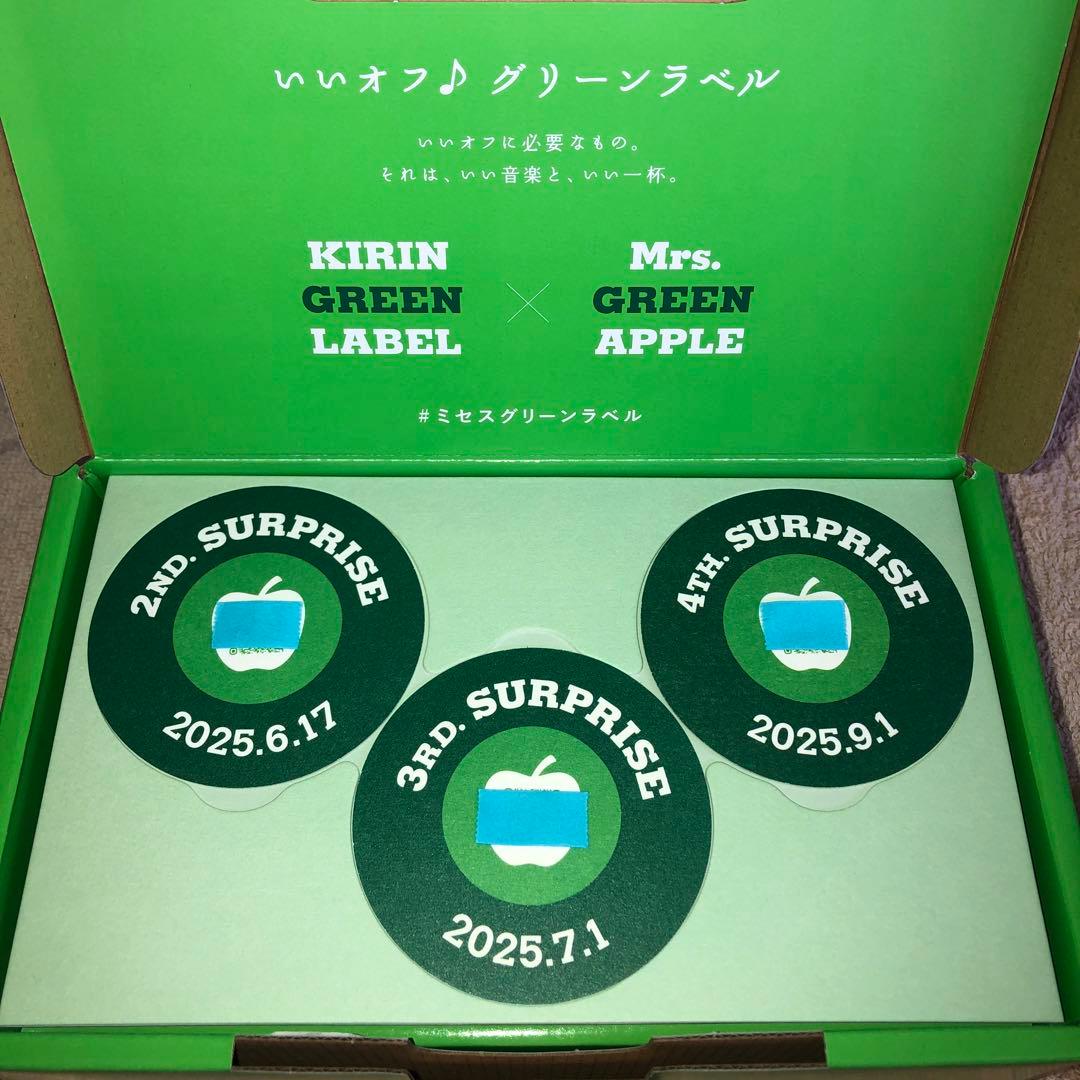 いいオフ♪ グリーンラベル
いいオフに必要なもの。
それは、いい音楽と、いい一杯。
KIRIN
GREEN
LABEL
×
Mrs.
GREEN
APPLE
#ミセスグリーンラベル
2ND. SURPRISE
2025.6.17
4TH. SURPRISE
2025.9.1
3RD. SURPRISE
2025.7.1